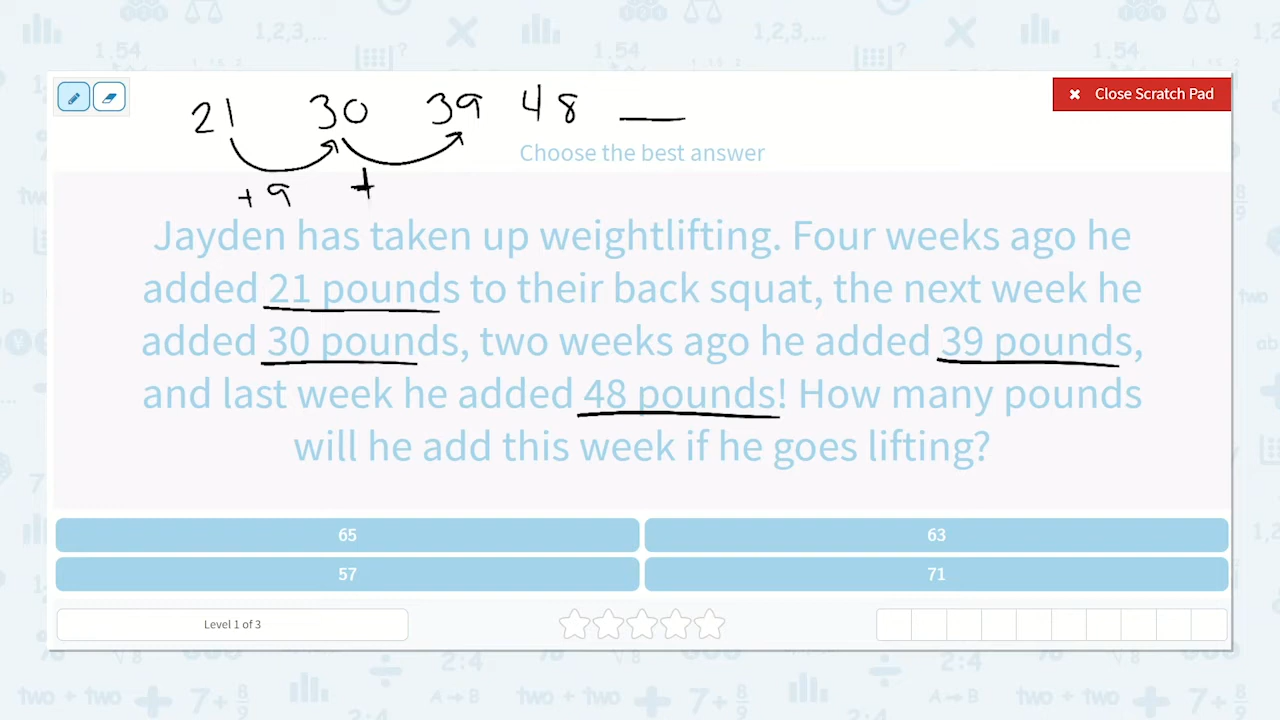 21 30 39 48 __
Close Scratch Pad
Choose the best answer
+9 +
Jayden has taken up weightlifting. Four weeks ago he
added 21 pounds to their back squat, the next week he
added 30 pounds, two weeks ago he added 39 pounds,
and last week he added 48 pounds! How many pounds
will he add this week if he goes lifting?
65 63
57 71
Level 1 of 3